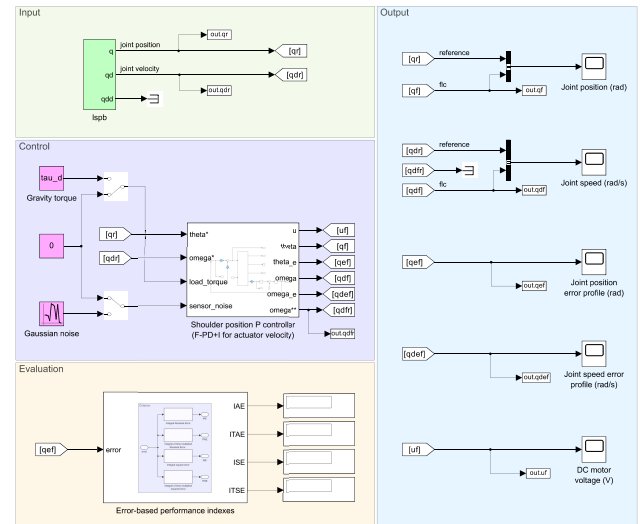 Input
joint position
q
out.qr
[qr]
joint velocity
qd
out.qdr
[qdr]
qdd
lspb
Control
tau_d
Gravity torque
0
Gaussian noise
[qr]
[qdr]
theta*
omega*
load_torque
sensor_noise
u
theta
theta_e
omega
omega_e
omega**
[uf]
[qf]
[qef]
[qdf]
[qdef]
[qdfr]
out.qdfr
Shoulder position P controllar
(F-PD+I for actuator velocity)
Evaluation
[qef]
error
IAE
ITAE
ISE
ITSE
Error-based performance indexes
Output
[qr]
reference
[qf]
flc
out.qf
Joint position (rad)
[qdr]
reference
[qdfr]
[qdf]
flc
out.qdf
Joint speed (rad/s)
[qef]
out.qef
Joint position
error profile (rad)
[qdef]
out.qdef
Joint speed error
profile (rad/s)
[uf]
out.uf
DC motor
voltage (V)